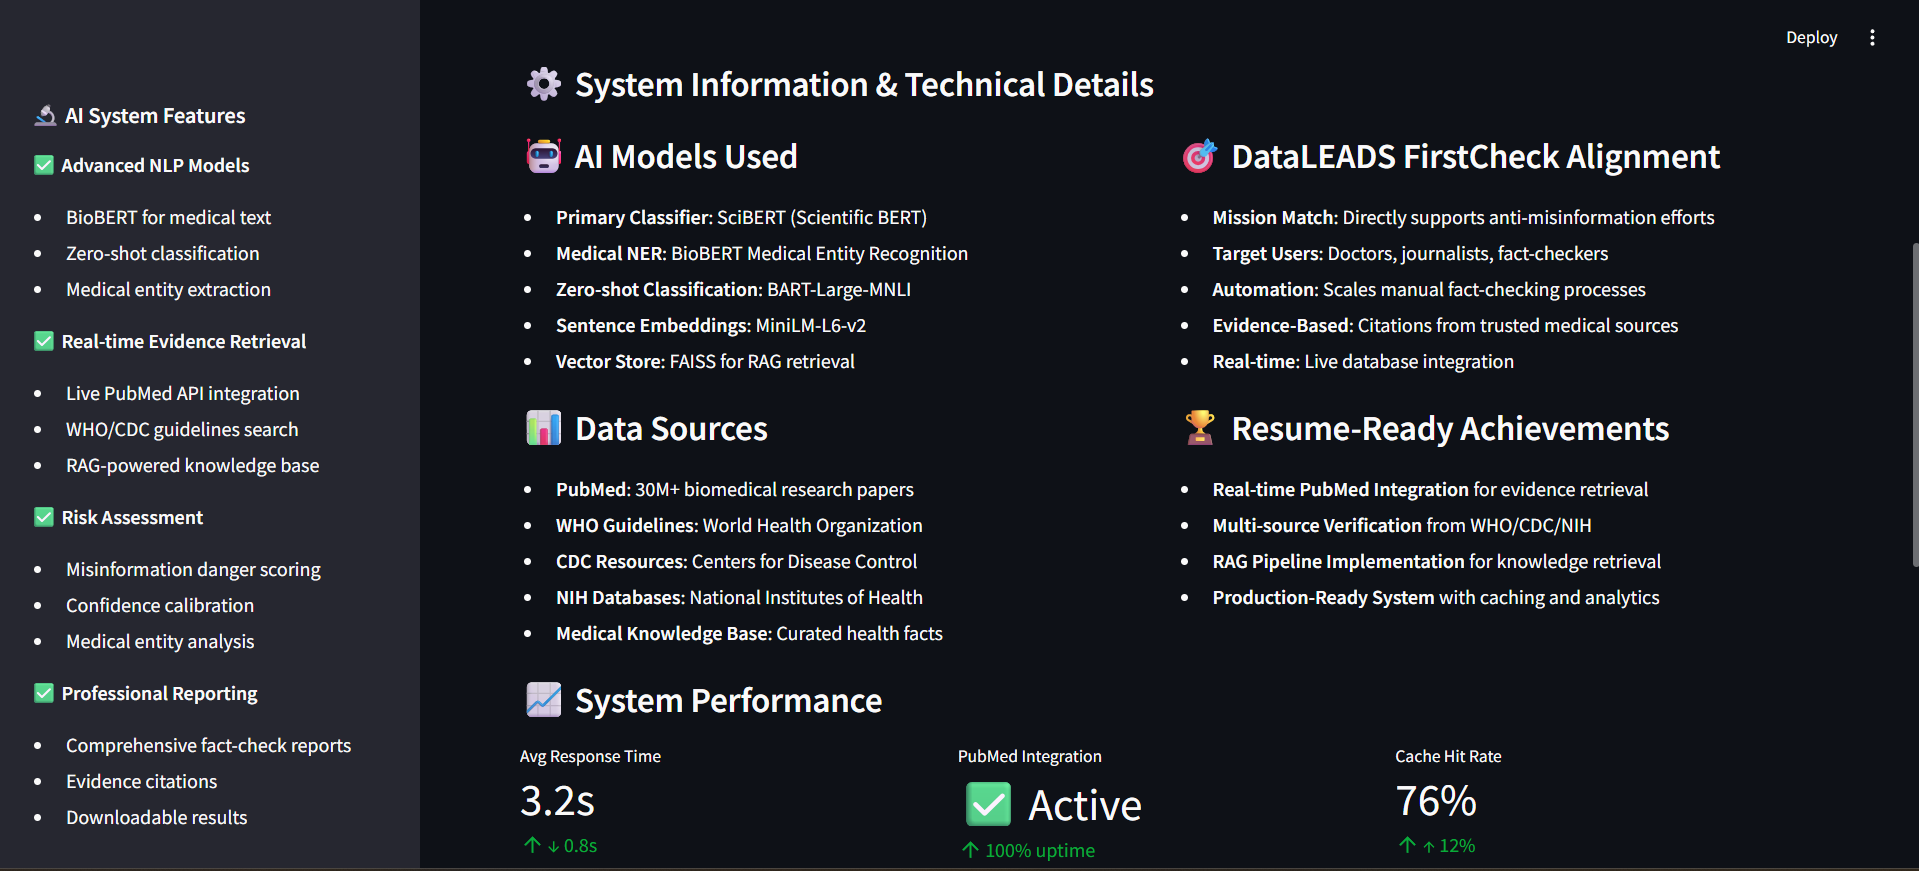 Deploy
AI System Features
Advanced NLP Models
• BioBERT for medical text
• Zero-shot classification
• Medical entity extraction
Real-time Evidence Retrieval
• Live PubMed API integration
• WHO/CDC guidelines search
• RAG-powered knowledge base
Risk Assessment
• Misinformation danger scoring
• Confidence calibration
• Medical entity analysis
Professional Reporting
• Comprehensive fact-check reports
• Evidence citations
• Downloadable results
System Information & Technical Details
AI Models Used
• Primary Classifier: SciBERT (Scientific BERT)
• Medical NER: BioBERT Medical Entity Recognition
• Zero-shot Classification: BART-Large-MNLI
• Sentence Embeddings: MiniLM-L6-v2
• Vector Store: FAISS for RAG retrieval
DataLEADS FirstCheck Alignment
• Mission Match: Directly supports anti-misinformation efforts
• Target Users: Doctors, journalists, fact-checkers
• Automation: Scales manual fact-checking processes
• Evidence-Based: Citations from trusted medical sources
• Real-time: Live database integration
Data Sources
• PubMed: 30M+ biomedical research papers
• WHO Guidelines: World Health Organization
• CDC Resources: Centers for Disease Control
• NIH Databases: National Institutes of Health
• Medical Knowledge Base: Curated health facts
Resume-Ready Achievements
• Real-time PubMed Integration for evidence retrieval
• Multi-source Verification from WHO/CDC/NIH
• RAG Pipeline Implementation for knowledge retrieval
• Production-Ready System with caching and analytics
System Performance
Avg Response Time
3.2s
↑ ↓ 0.8s
PubMed Integration
✅ Active
↑ 100% uptime
Cache Hit Rate
76%
↑ ↑ 12%